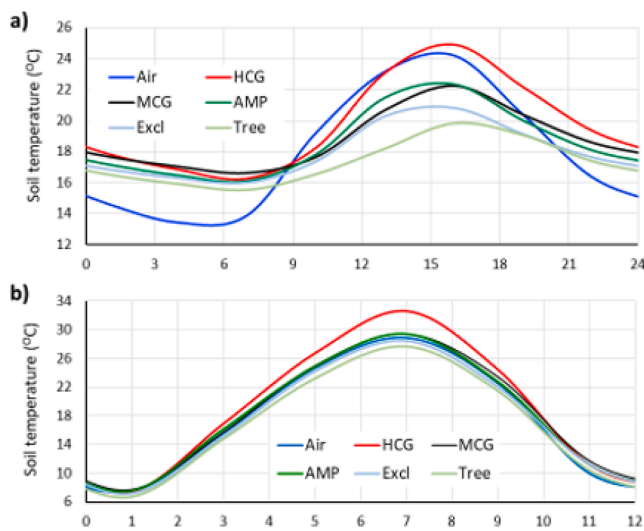 a)
Soil temperature (°C)
26
24
22
20
18
16
14
12
Air HCG
MCG AMP
Excl Tree
0 3 6 9 12 15 18 21 24
b)
Soil temperature (°C)
34
30
26
22
18
14
10
6
Air HCG MCG
AMP Excl Tree
0 1 2 3 4 5 6 7 8 9 10 11 12